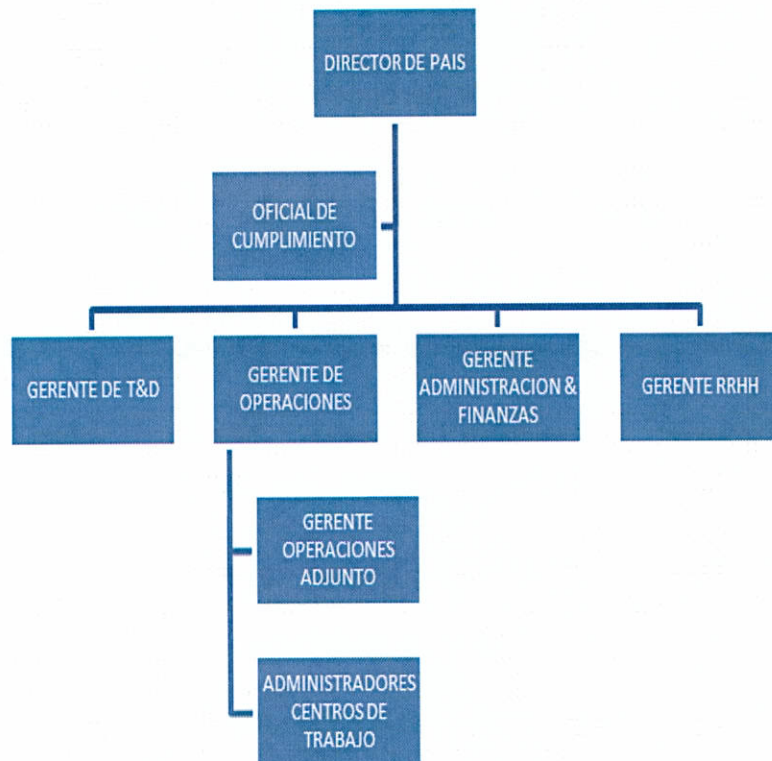 DIRECTOR DE PAIS
OFICIAL DE
CUMPLIMIENTO
GERENTE DE T&D
GERENTE DE
OPERACIONES
GERENTE
ADMINISTRACION &
FINANZAS
GERENTE RRHH
GERENTE
OPERACIONES
ADJUNTO
ADMINISTRADORES
CENTROS DE
TRABAJO